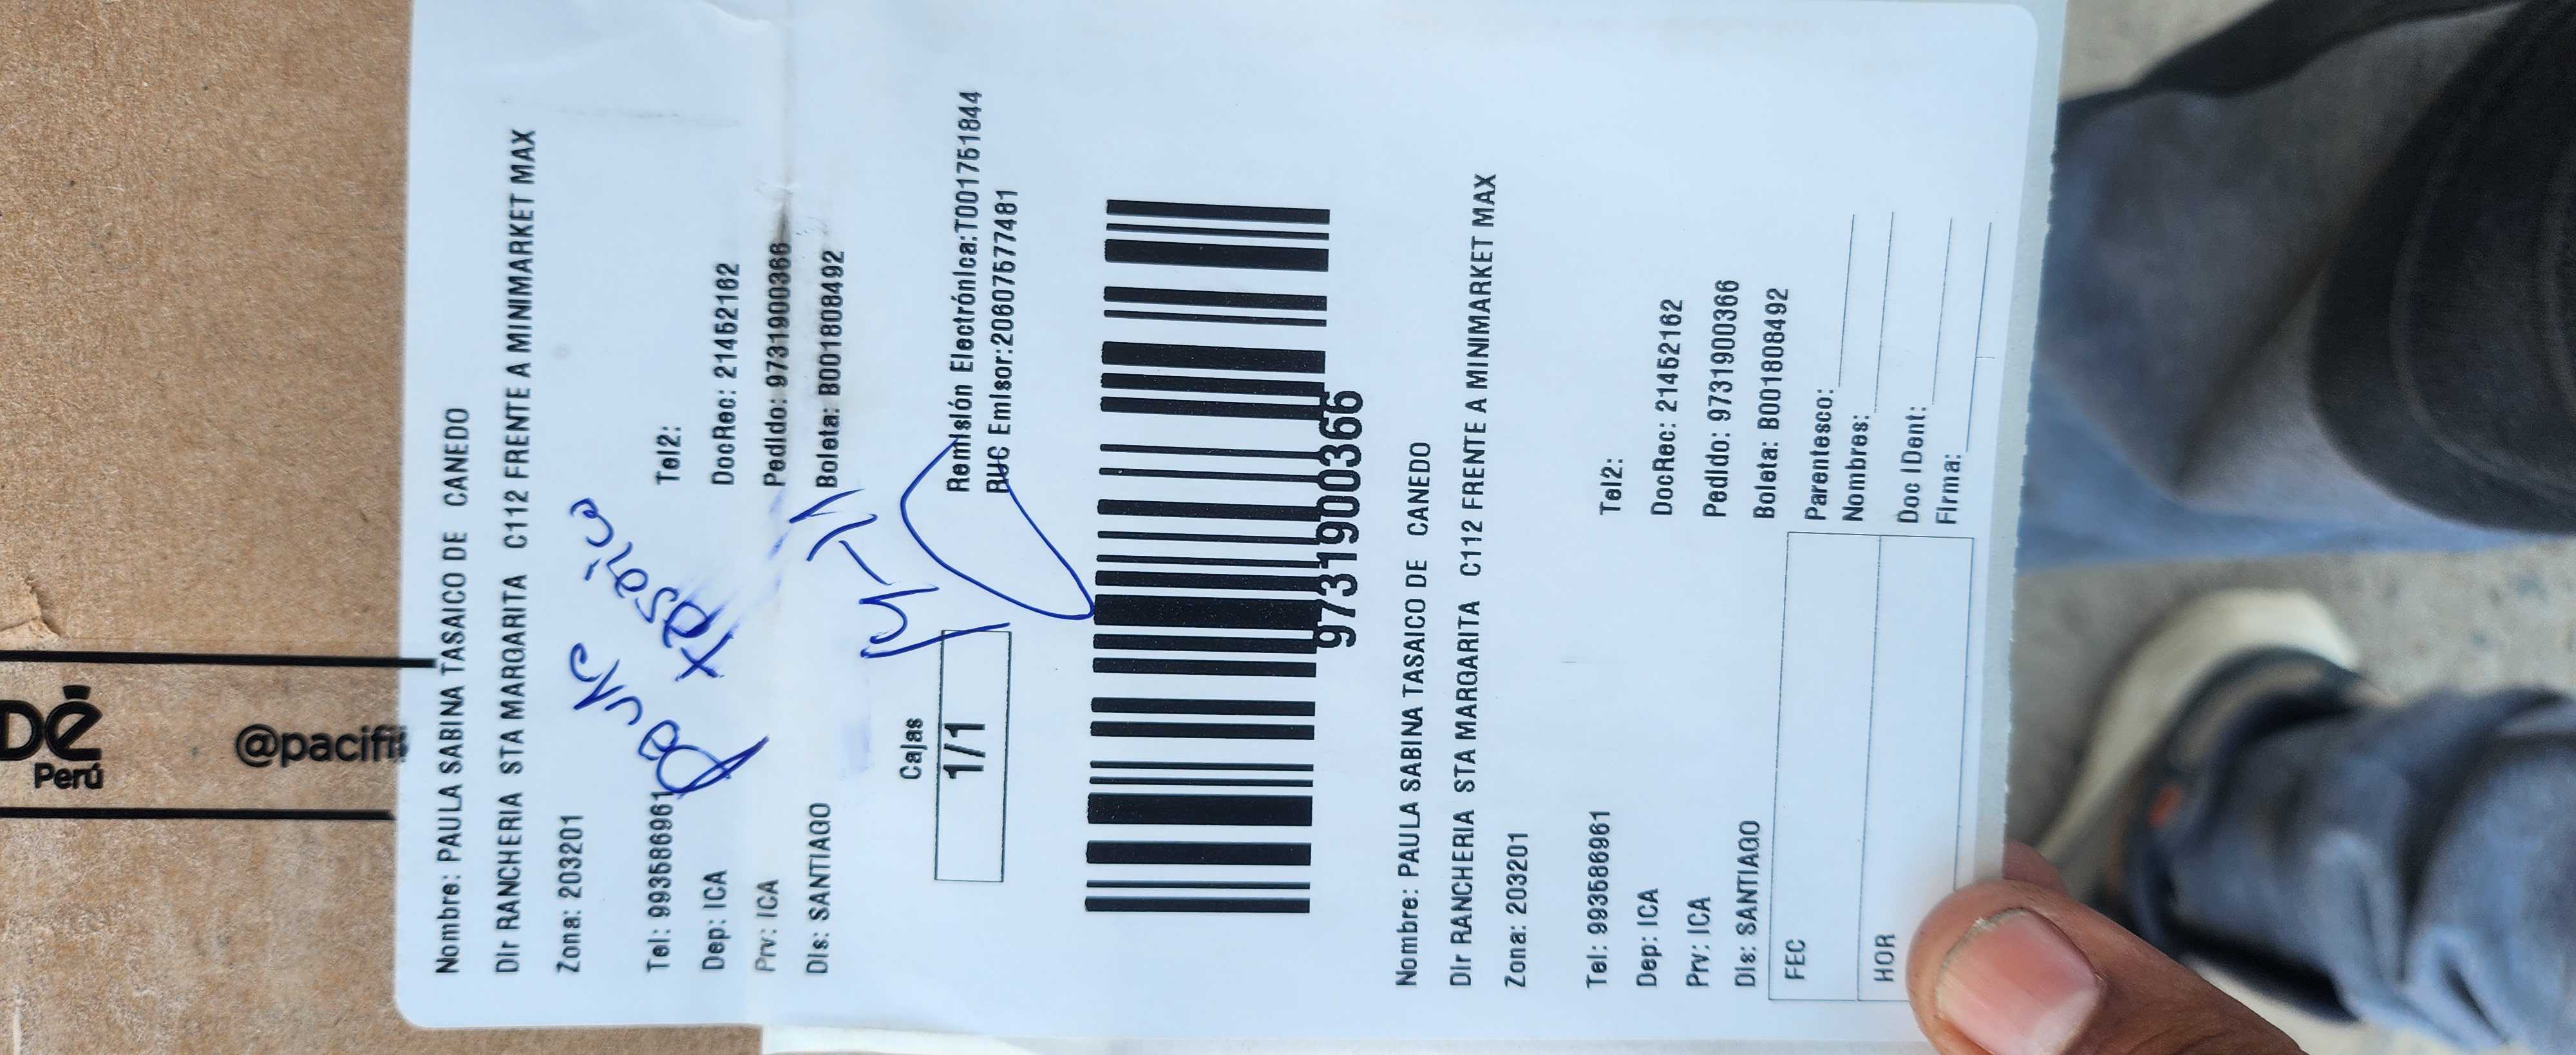 Dé
Perú
@pacifi
Nombre: PAULA SABINA TASAICO DE CANEDO
Dir RANCHERIA STA MARGARITA C112 FRENTE A MINIMARKET MAX
Zona: 203201
Tel: 993586961 Tel2:
Dep: ICA DocRec: 21452162
Prv: ICA Pedido: 9731900366
Dis: SANTIAGO Boleta: B001808492
Paula
Tasaico
Cajas
1/1
Remisión Electrónica:T001751844
RUC Emisor:20607577481
9731900366
Nombre: PAULA SABINA TASAICO DE CANEDO
Dir RANCHERIA STA MARGARITA C112 FRENTE A MINIMARKET MAX
Zona: 203201
Tel: 993586961 Tel2:
Dep: ICA DocRec: 21452162
Prv: ICA Pedido: 9731900366
Dis: SANTIAGO Boleta: B001808492
FEC
HOR
Parentesco:
Nombres:
Doc IDent:
Firma: